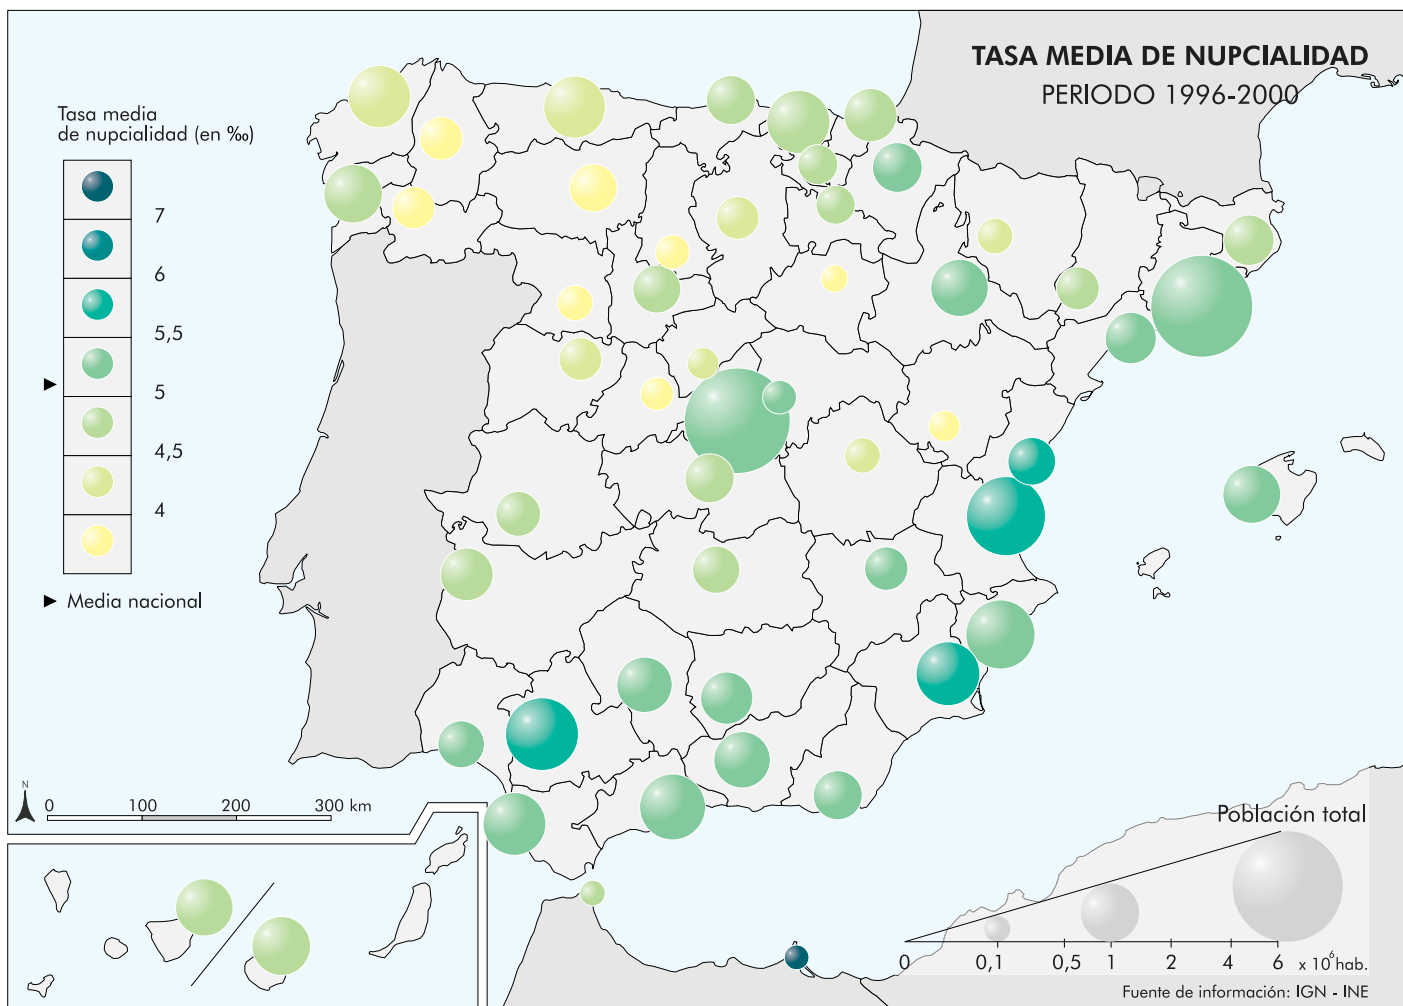 TASA MEDIA DE NUPCIALIDAD
PERIODO 1996-2000
Tasa media
de nupcialidad (en ‰)
7
6
5,5
5
4,5
4
Media nacional
N
0 100 200 300 km
Población total
0 0,1 0,5 1 2 4 6 x 10⁶ hab.
Fuente de información: IGN - INE